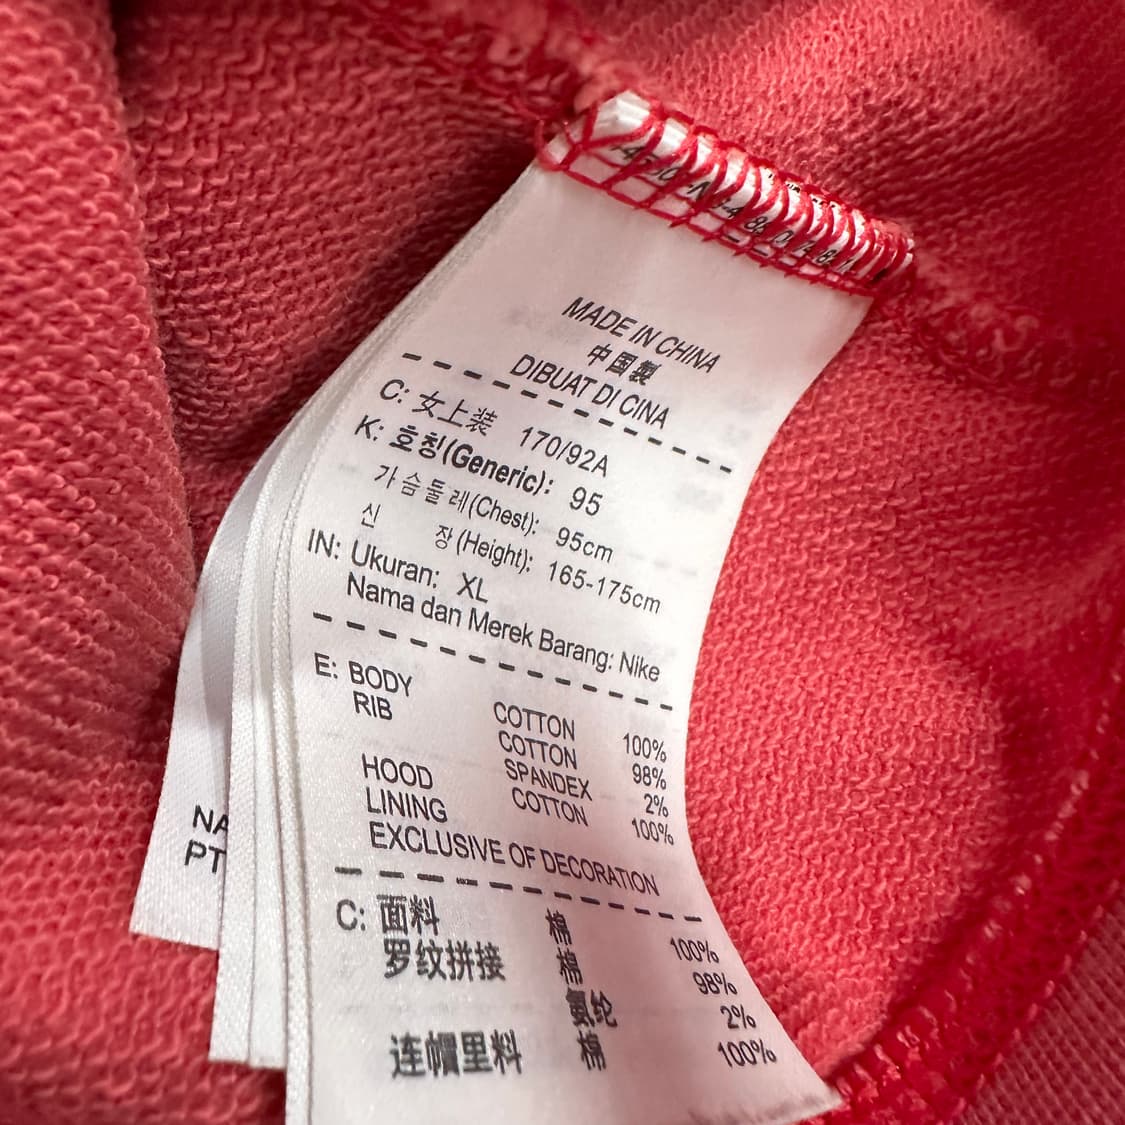 MADE IN CHINA
中国製
DIBUAT DI CINA
C: 女上装 170/92A
K: 호칭(Generic): 95
가슴둘레(Chest): 95cm
신 장(Height): 165-175cm
IN: Ukuran: XL
Nama dan Merek Barang: Nike
E: BODY COTTON 100%
RIB COTTON 98%
SPANDEX 2%
HOOD LINING COTTON 100%
EXCLUSIVE OF DECORATION
C: 面料 棉 100%
罗纹拼接 棉 98%
氨纶 2%
连帽里料 棉 100%
NA
PT